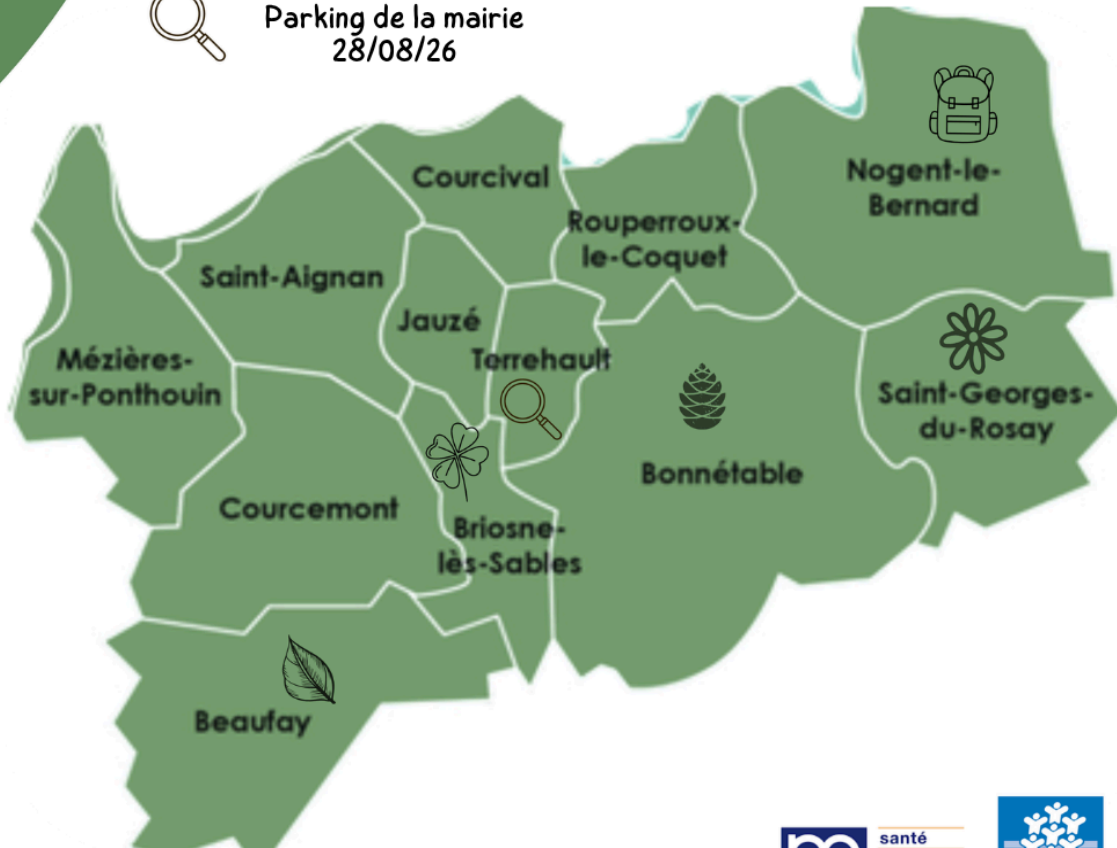 Parking de la mairie
28/08/26
Courcival
Nogent-le-
Bernard
Rouperroux-
le-Coquet
Saint-Aignan
Jauzé
Terrehault
Mézières-
sur-Ponthouin
Saint-Georges-
du-Rosay
Bonnétable
Courcemont
Briosne-
lès-Sables
Beaufay
santé